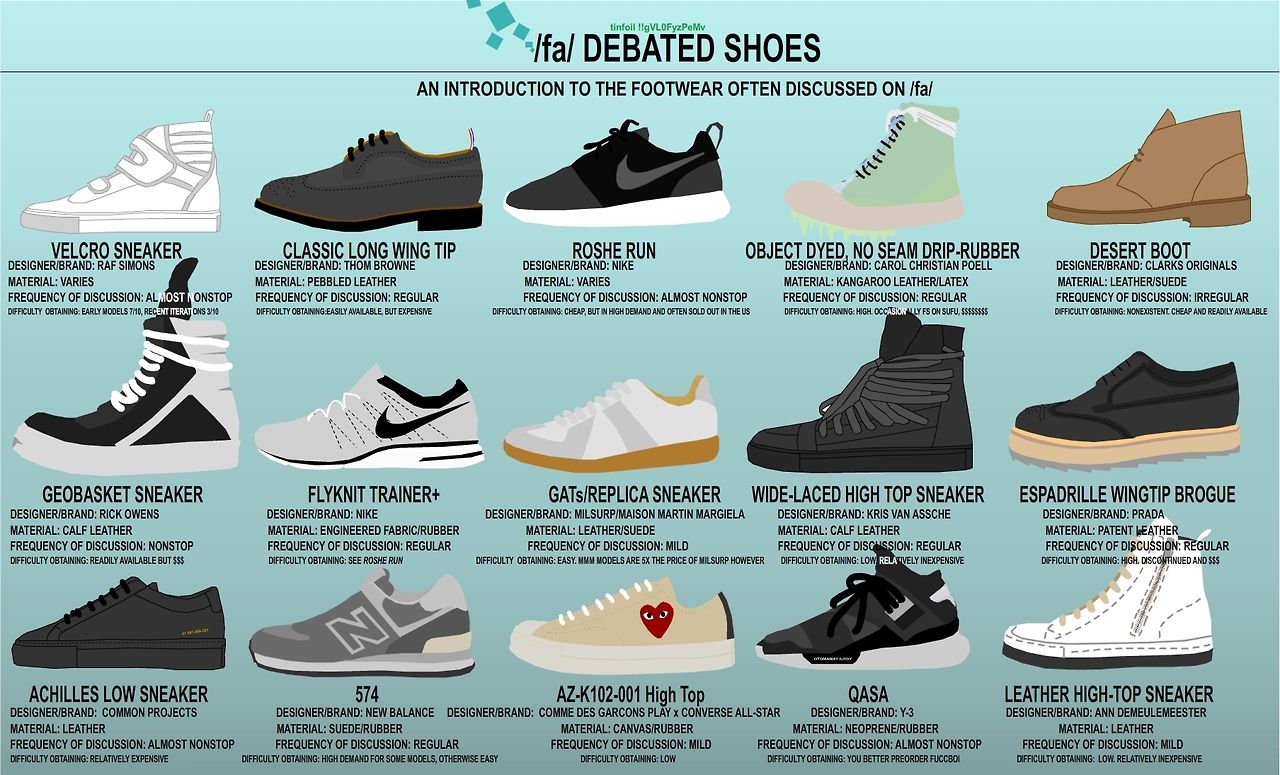 tinfoil !!gVL0FyzPeMv
/fa/ DEBATED SHOES
AN INTRODUCTION TO THE FOOTWEAR OFTEN DISCUSSED ON /fa/
VELCRO SNEAKER
DESIGNER/BRAND: RAF SIMONS
MATERIAL: VARIES
FREQUENCY OF DISCUSSION: ALMOST NONSTOP
DIFFICULTY OBTAINING: EARLY MODELS 7/10, RECENT ITERATIONS 3/10
CLASSIC LONG WING TIP
DESIGNER/BRAND: THOM BROWNE
MATERIAL: PEBBLED LEATHER
FREQUENCY OF DISCUSSION: REGULAR
DIFFICULTY OBTAINING:EASILY AVAILABLE, BUT EXPENSIVE
ROSHE RUN
DESIGNER/BRAND: NIKE
MATERIAL: VARIES
FREQUENCY OF DISCUSSION: ALMOST NONSTOP
DIFFICULTY OBTAINING: CHEAP, BUT IN HIGH DEMAND AND OFTEN SOLD OUT IN THE US
OBJECT DYED, NO SEAM DRIP-RUBBER
DESIGNER/BRAND: CAROL CHRISTIAN POELL
MATERIAL: KANGAROO LEATHER/LATEX
FREQUENCY OF DISCUSSION: REGULAR
DIFFICULTY OBTAINING: HIGH. OCCASIONALLY FS ON SUFU, $$$$$$$$
DESERT BOOT
DESIGNER/BRAND: CLARKS ORIGINALS
MATERIAL: LEATHER/SUEDE
FREQUENCY OF DISCUSSION: IRREGULAR
DIFFICULTY OBTAINING: NONEXISTENT. CHEAP AND READILY AVAILABLE
GEOBASKET SNEAKER
DESIGNER/BRAND: RICK OWENS
MATERIAL: CALF LEATHER
FREQUENCY OF DISCUSSION: NONSTOP
DIFFICULTY OBTAINING: READILY AVAILABLE BUT $$$
FLYKNIT TRAINER+
DESIGNER/BRAND: NIKE
MATERIAL: ENGINEERED FABRIC/RUBBER
FREQUENCY OF DISCUSSION: REGULAR
DIFFICULTY OBTAINING: SEE ROSHE RUN
GATs/REPLICA SNEAKER
DESIGNER/BRAND: MILSURP/MAISON MARTIN MARGIELA
MATERIAL: LEATHER/SUEDE
FREQUENCY OF DISCUSSION: MILD
DIFFICULTY OBTAINING: EASY. MMM MODELS ARE 5X THE PRICE OF MILSURP HOWEVER
WIDE-LACED HIGH TOP SNEAKER
DESIGNER/BRAND: KRIS VAN ASSCHE
MATERIAL: CALF LEATHER
FREQUENCY OF DISCUSSION: REGULAR
DIFFICULTY OBTAINING: LOW. RELATIVELY INEXPENSIVE
ESPADRILLE WINGTIP BROGUE
DESIGNER/BRAND: PRADA
MATERIAL: PATENT LEATHER
FREQUENCY OF DISCUSSION: REGULAR
DIFFICULTY OBTAINING: HIGH. DISCONTINUED AND $$$
ACHILLES LOW SNEAKER
DESIGNER/BRAND: COMMON PROJECTS
MATERIAL: LEATHER
FREQUENCY OF DISCUSSION: ALMOST NONSTOP
DIFFICULTY OBTAINING: RELATIVELY EXPENSIVE
N
574
DESIGNER/BRAND: NEW BALANCE
MATERIAL: SUEDE/RUBBER
FREQUENCY OF DISCUSSION: REGULAR
DIFFICULTY OBTAINING: HIGH DEMAND FOR SOME MODELS, OTHERWISE EASY
AZ-K102-001 High Top
DESIGNER/BRAND: COMME DES GARCONS PLAY x CONVERSE ALL-STAR
MATERIAL: CANVAS/RUBBER
FREQUENCY OF DISCUSSION: MILD
DIFFICULTY OBTAINING: LOW
QASA
DESIGNER/BRAND: Y-3
MATERIAL: NEOPRENE/RUBBER
FREQUENCY OF DISCUSSION: ALMOST NONSTOP
DIFFICULTY OBTAINING: YOU BETTER PREORDER FUCCBOI
LEATHER HIGH-TOP SNEAKER
DESIGNER/BRAND: ANN DEMEULEMEESTER
MATERIAL: LEATHER
FREQUENCY OF DISCUSSION: MILD
DIFFICULTY OBTAINING: LOW. RELATIVELY INEXPENSIVE